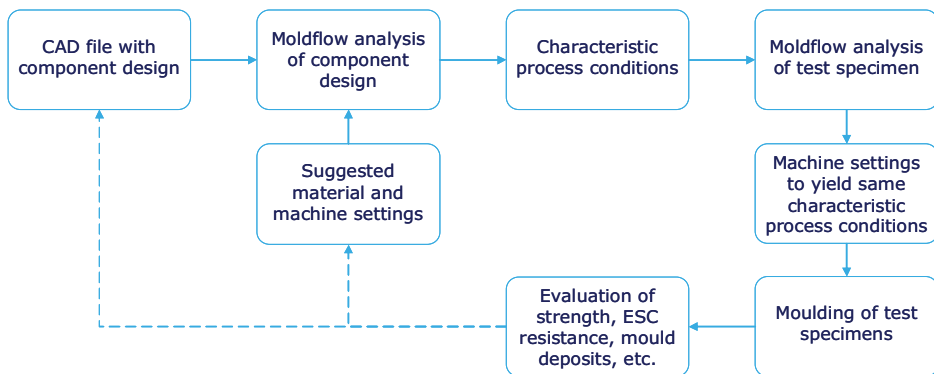 CAD file with
component design
Moldflow analysis
of component
design
Characteristic
process conditions
Moldflow analysis
of test specimen
Suggested
material and
machine settings
Machine settings
to yield same
characteristic
process conditions
Evaluation of
strength, ESC
resistance, mould
deposits, etc.
Moulding of test
specimens